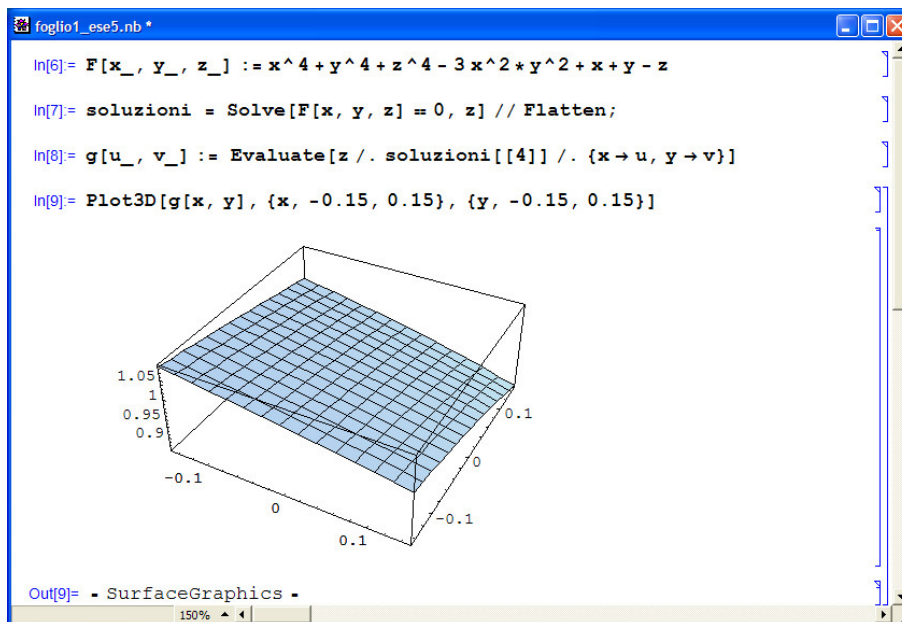 foglio1_ese5.nb *
In[6]:= F[x_, y_, z_] := x^4 + y^4 + z^4 - 3 x^2 * y^2 + x + y - z
In[7]:= soluzioni = Solve[F[x, y, z] == 0, z] // Flatten;
In[8]:= g[u_, v_] := Evaluate[z /. soluzioni[[4]] /. {x → u, y → v}]
In[9]:= Plot3D[g[x, y], {x, -0.15, 0.15}, {y, -0.15, 0.15}]
1.05
1
0.95
0.9
-0.1
0
0.1
0.1
0
-0.1
Out[9]= - SurfaceGraphics -
150%